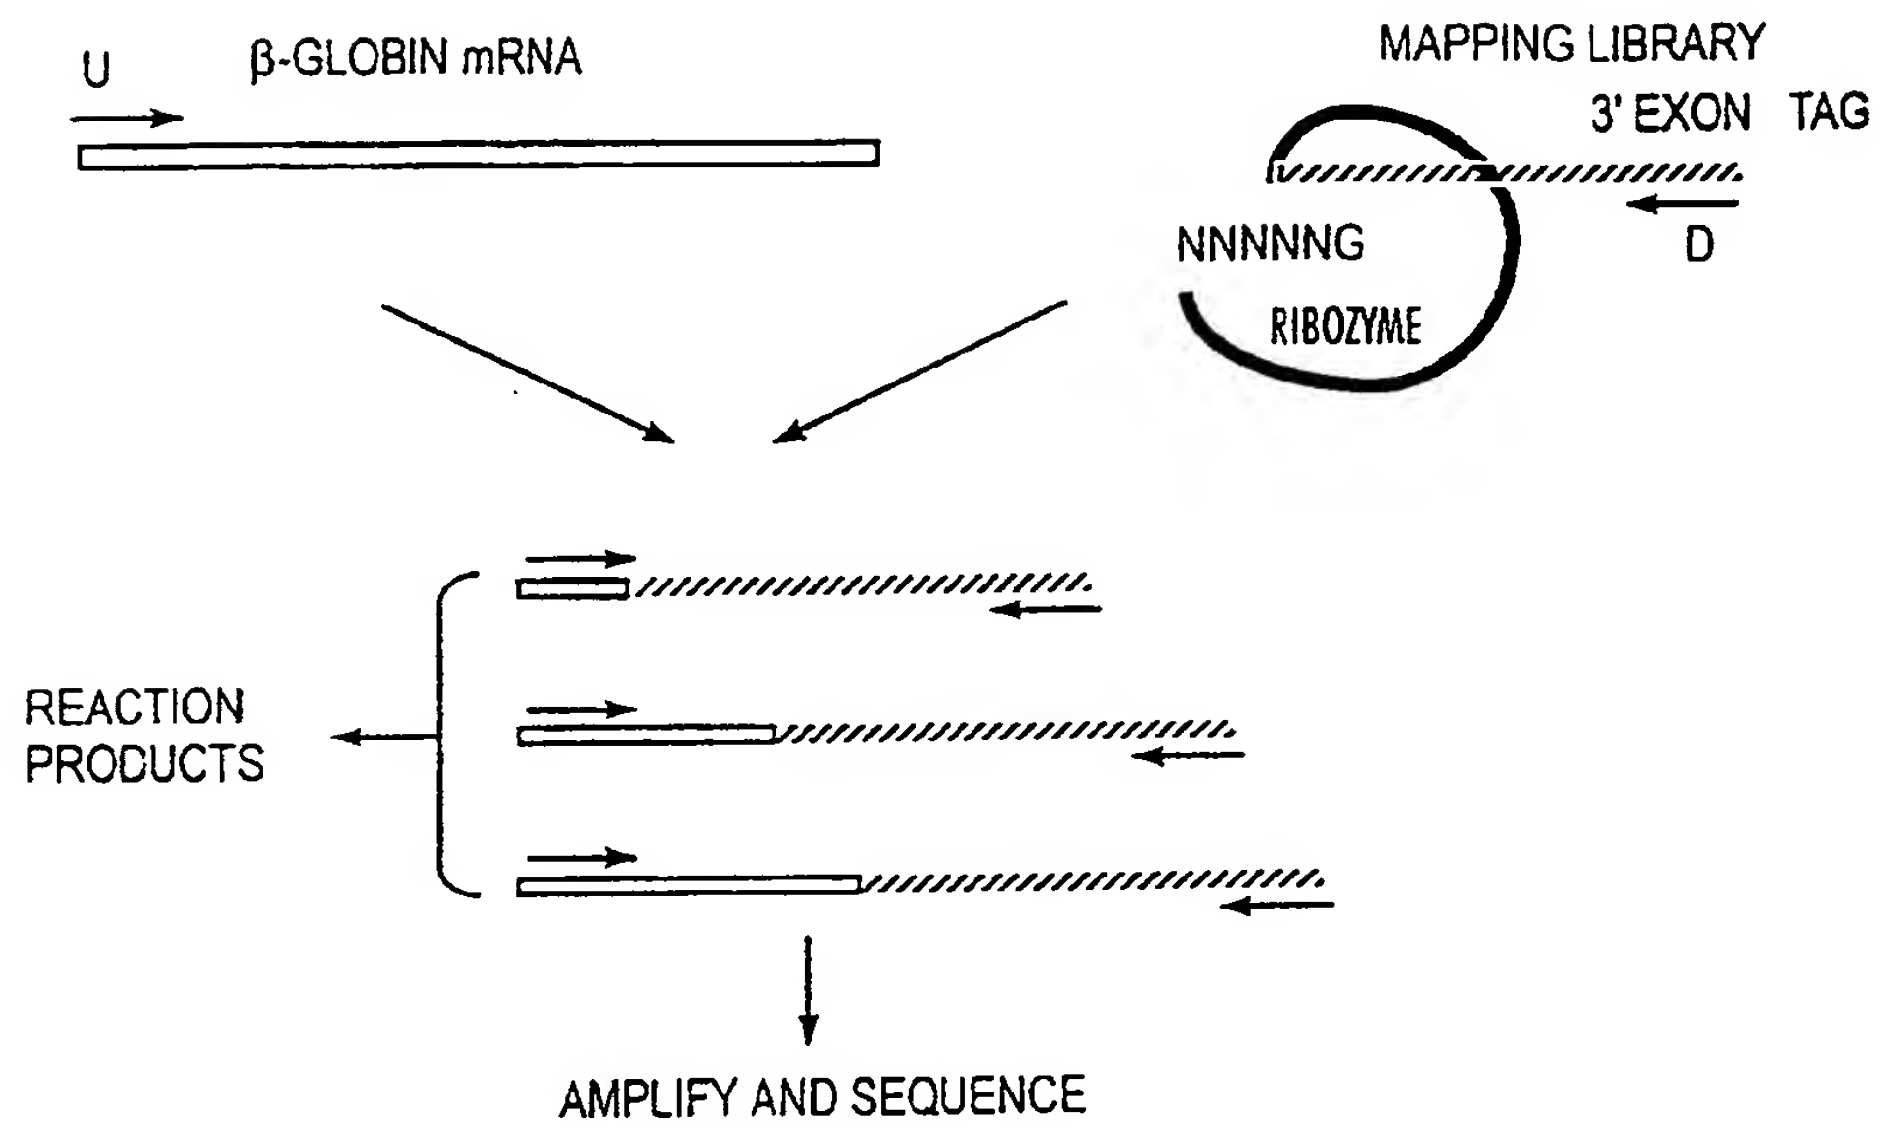 U
β-GLOBIN mRNA
MAPPING LIBRARY
3' EXON TAG
D
NNNNNG
RIBOZYME
REACTION
PRODUCTS
AMPLIFY AND SEQUENCE